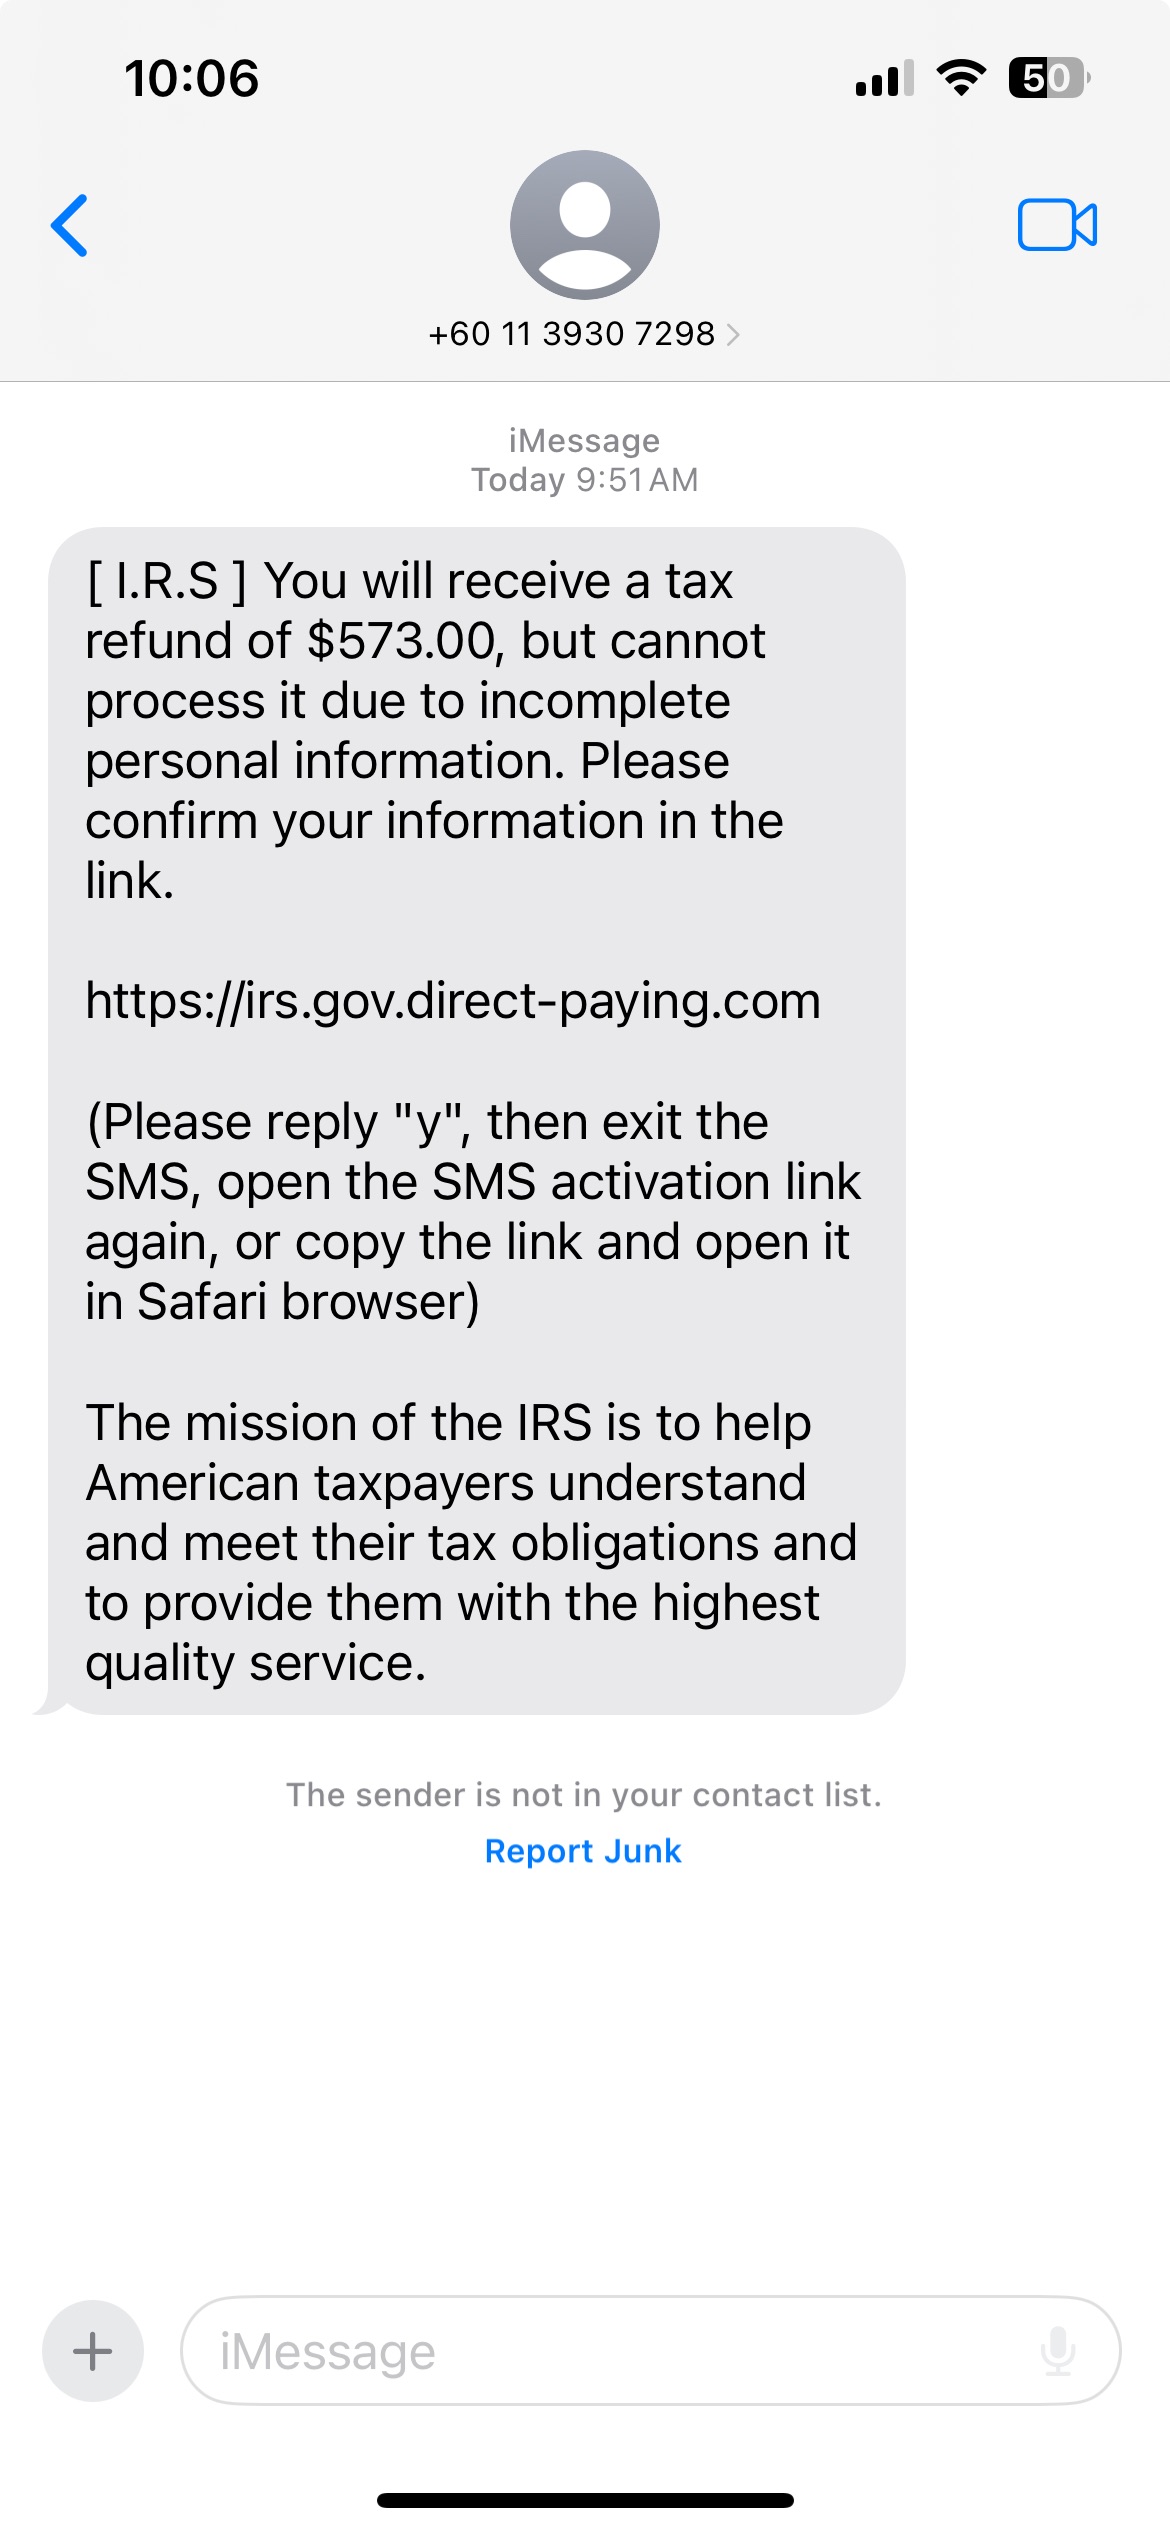 10:06
50
+60 11 3930 7298
iMessage
Today 9:51 AM
[ I.R.S ] You will receive a tax
refund of $573.00, but cannot
process it due to incomplete
personal information. Please
confirm your information in the
link.
https://irs.gov.direct-paying.com
(Please reply "y", then exit the
SMS, open the SMS activation link
again, or copy the link and open it
in Safari browser)
The mission of the IRS is to help
American taxpayers understand
and meet their tax obligations and
to provide them with the highest
quality service.
The sender is not in your contact list.
Report Junk
iMessage